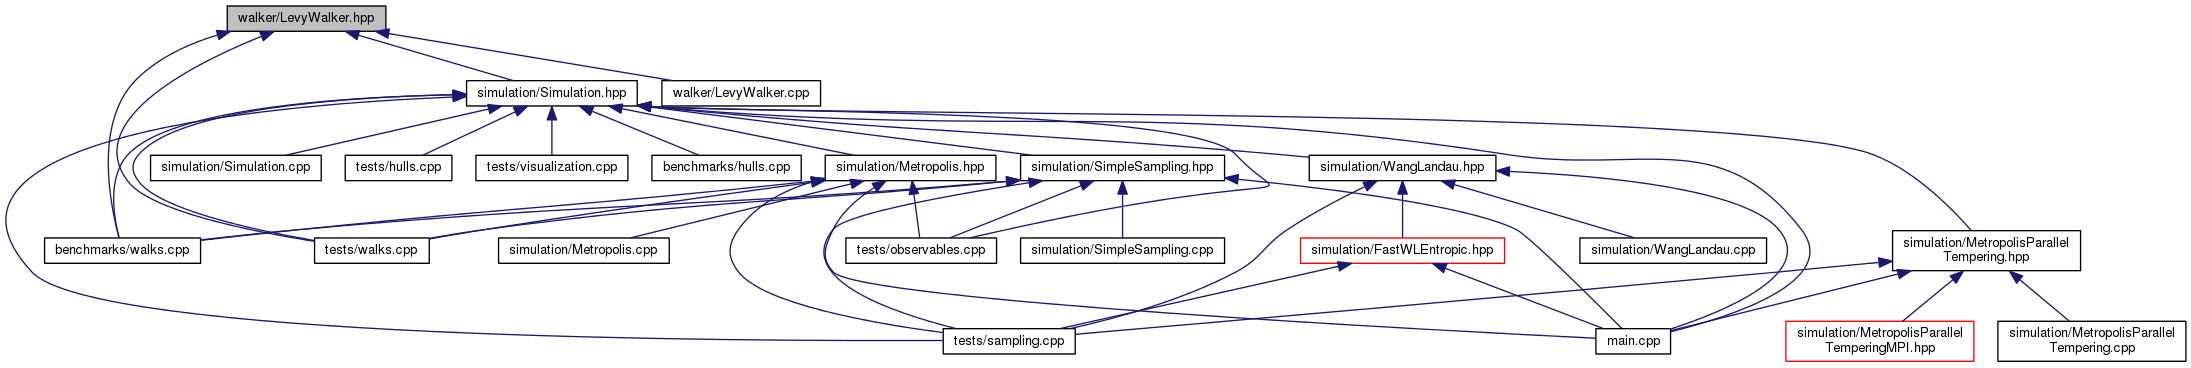 walker/LevyWalker.hpp
simulation/Simulation.hpp
walker/LevyWalker.cpp
simulation/Simulation.cpp
tests/hulls.cpp
tests/visualization.cpp
benchmarks/hulls.cpp
simulation/Metropolis.hpp
simulation/SimpleSampling.hpp
simulation/WangLandau.hpp
benchmarks/walks.cpp
tests/walks.cpp
simulation/Metropolis.cpp
tests/observables.cpp
simulation/SimpleSampling.cpp
simulation/FastWLEntropic.hpp
simulation/WangLandau.cpp
simulation/MetropolisParallel
Tempering.hpp
tests/sampling.cpp
main.cpp
simulation/MetropolisParallel
TemperingMPI.hpp
simulation/MetropolisParallel
Tempering.cpp